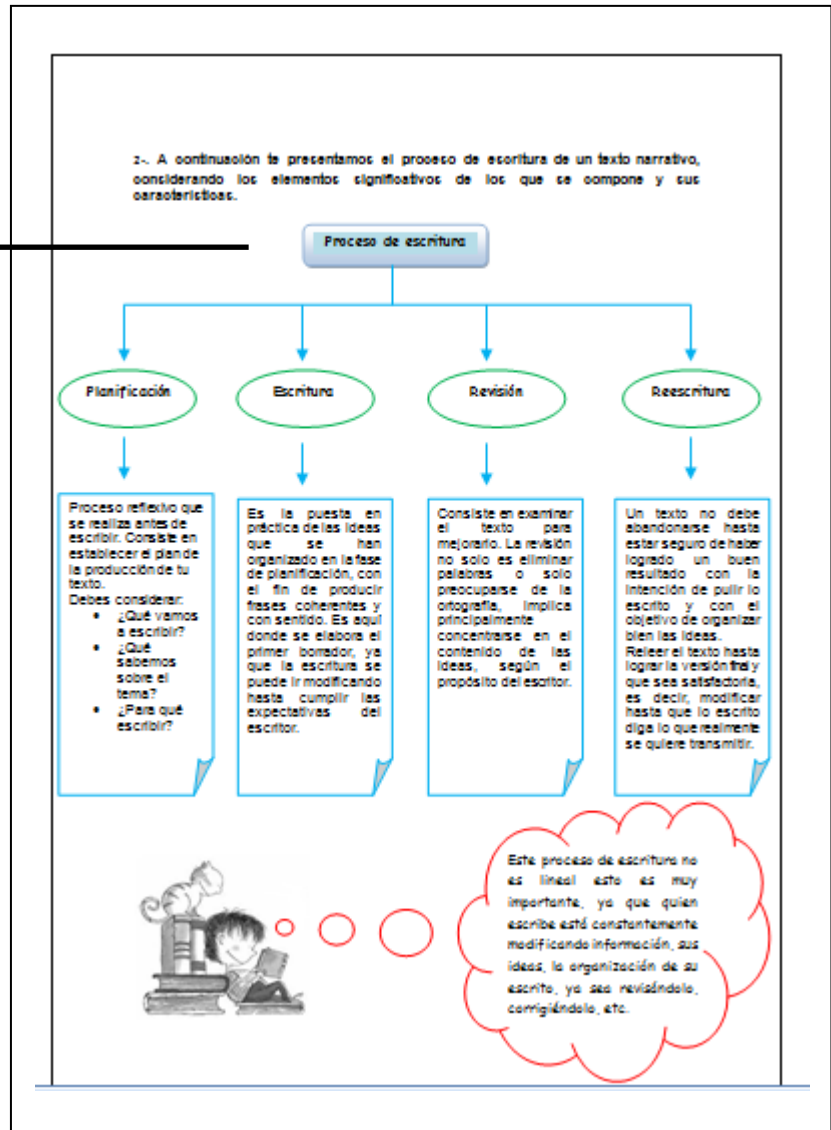 2-. A continuación te presentamos el proceso de escritura de un texto narrativo,
considerando los elementos significativos de los que se compone y sus
características.
Proceso de escritura
Planificación
Escritura
Revisión
Reescritura
Proceso reflexivo que
se realiza antes de
escribir. Consiste en
establecer el plan de
la producción de tu
texto.
Debes considerar:
• ¿Qué vamos
a escribir?
• ¿Qué
sabemos
sobre el
tema?
• ¿Para qué
escribir?
Es la puesta en
práctica de las ideas
que se han
organizado en la fase
de planificación, con
el fin de producir
frases coherentes y
con sentido. Es aquí
donde se elabora el
primer borrador, ya
que la escritura se
puede ir modificando
hasta cumplir las
expectativas del
escritor.
Consiste en examinar
el texto para
mejorarlo. La revisión
no solo es eliminar
palabras o solo
preocuparse de la
ortografía, implica
principalmente
concentrarse en el
contenido de las
ideas, según el
propósito del escritor.
Un texto no debe
abandonarse hasta
estar seguro de haber
logrado un buen
resultado con la
intención de pulir lo
escrito y con el
objetivo de organizar
bien las ideas.
Releer el texto hasta
lograr la versión final y
que sea satisfactoria,
es decir, modificar
hasta que lo escrito
diga lo que realmente
se quiere transmitir.
Este proceso de escritura no
es lineal esto es muy
importante, ya que quien
escribe está constantemente
modificando información, sus
ideas, la organización de su
escrito, ya sea revisándolo,
corrigiéndolo, etc.